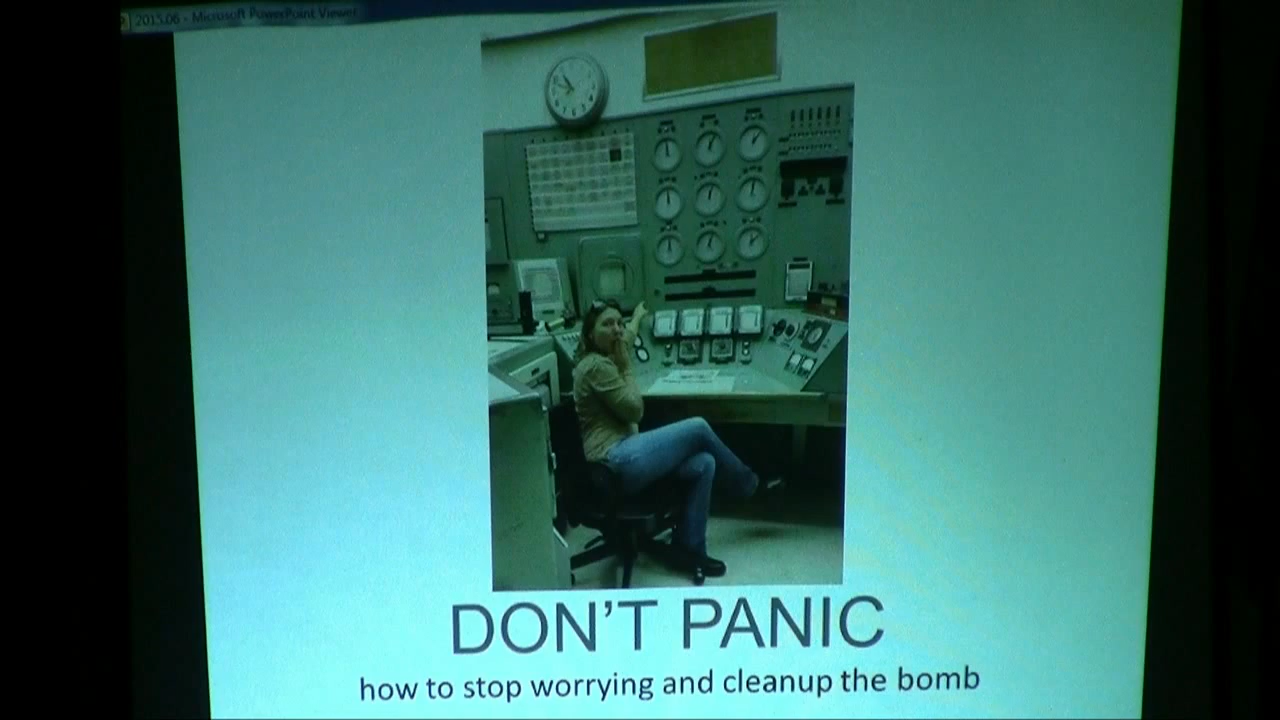 2015.06 - Microsoft PowerPoint Viewer
DON'T PANIC
how to stop worrying and cleanup the bomb